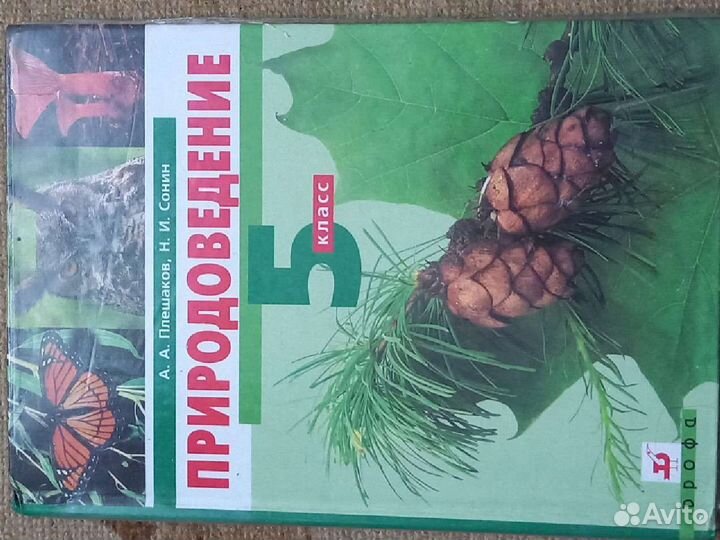 А. А. Плешаков, Н. И. Сонин
ПРИРОДОВЕДЕНИЕ
5
класс
дрофа
Avito